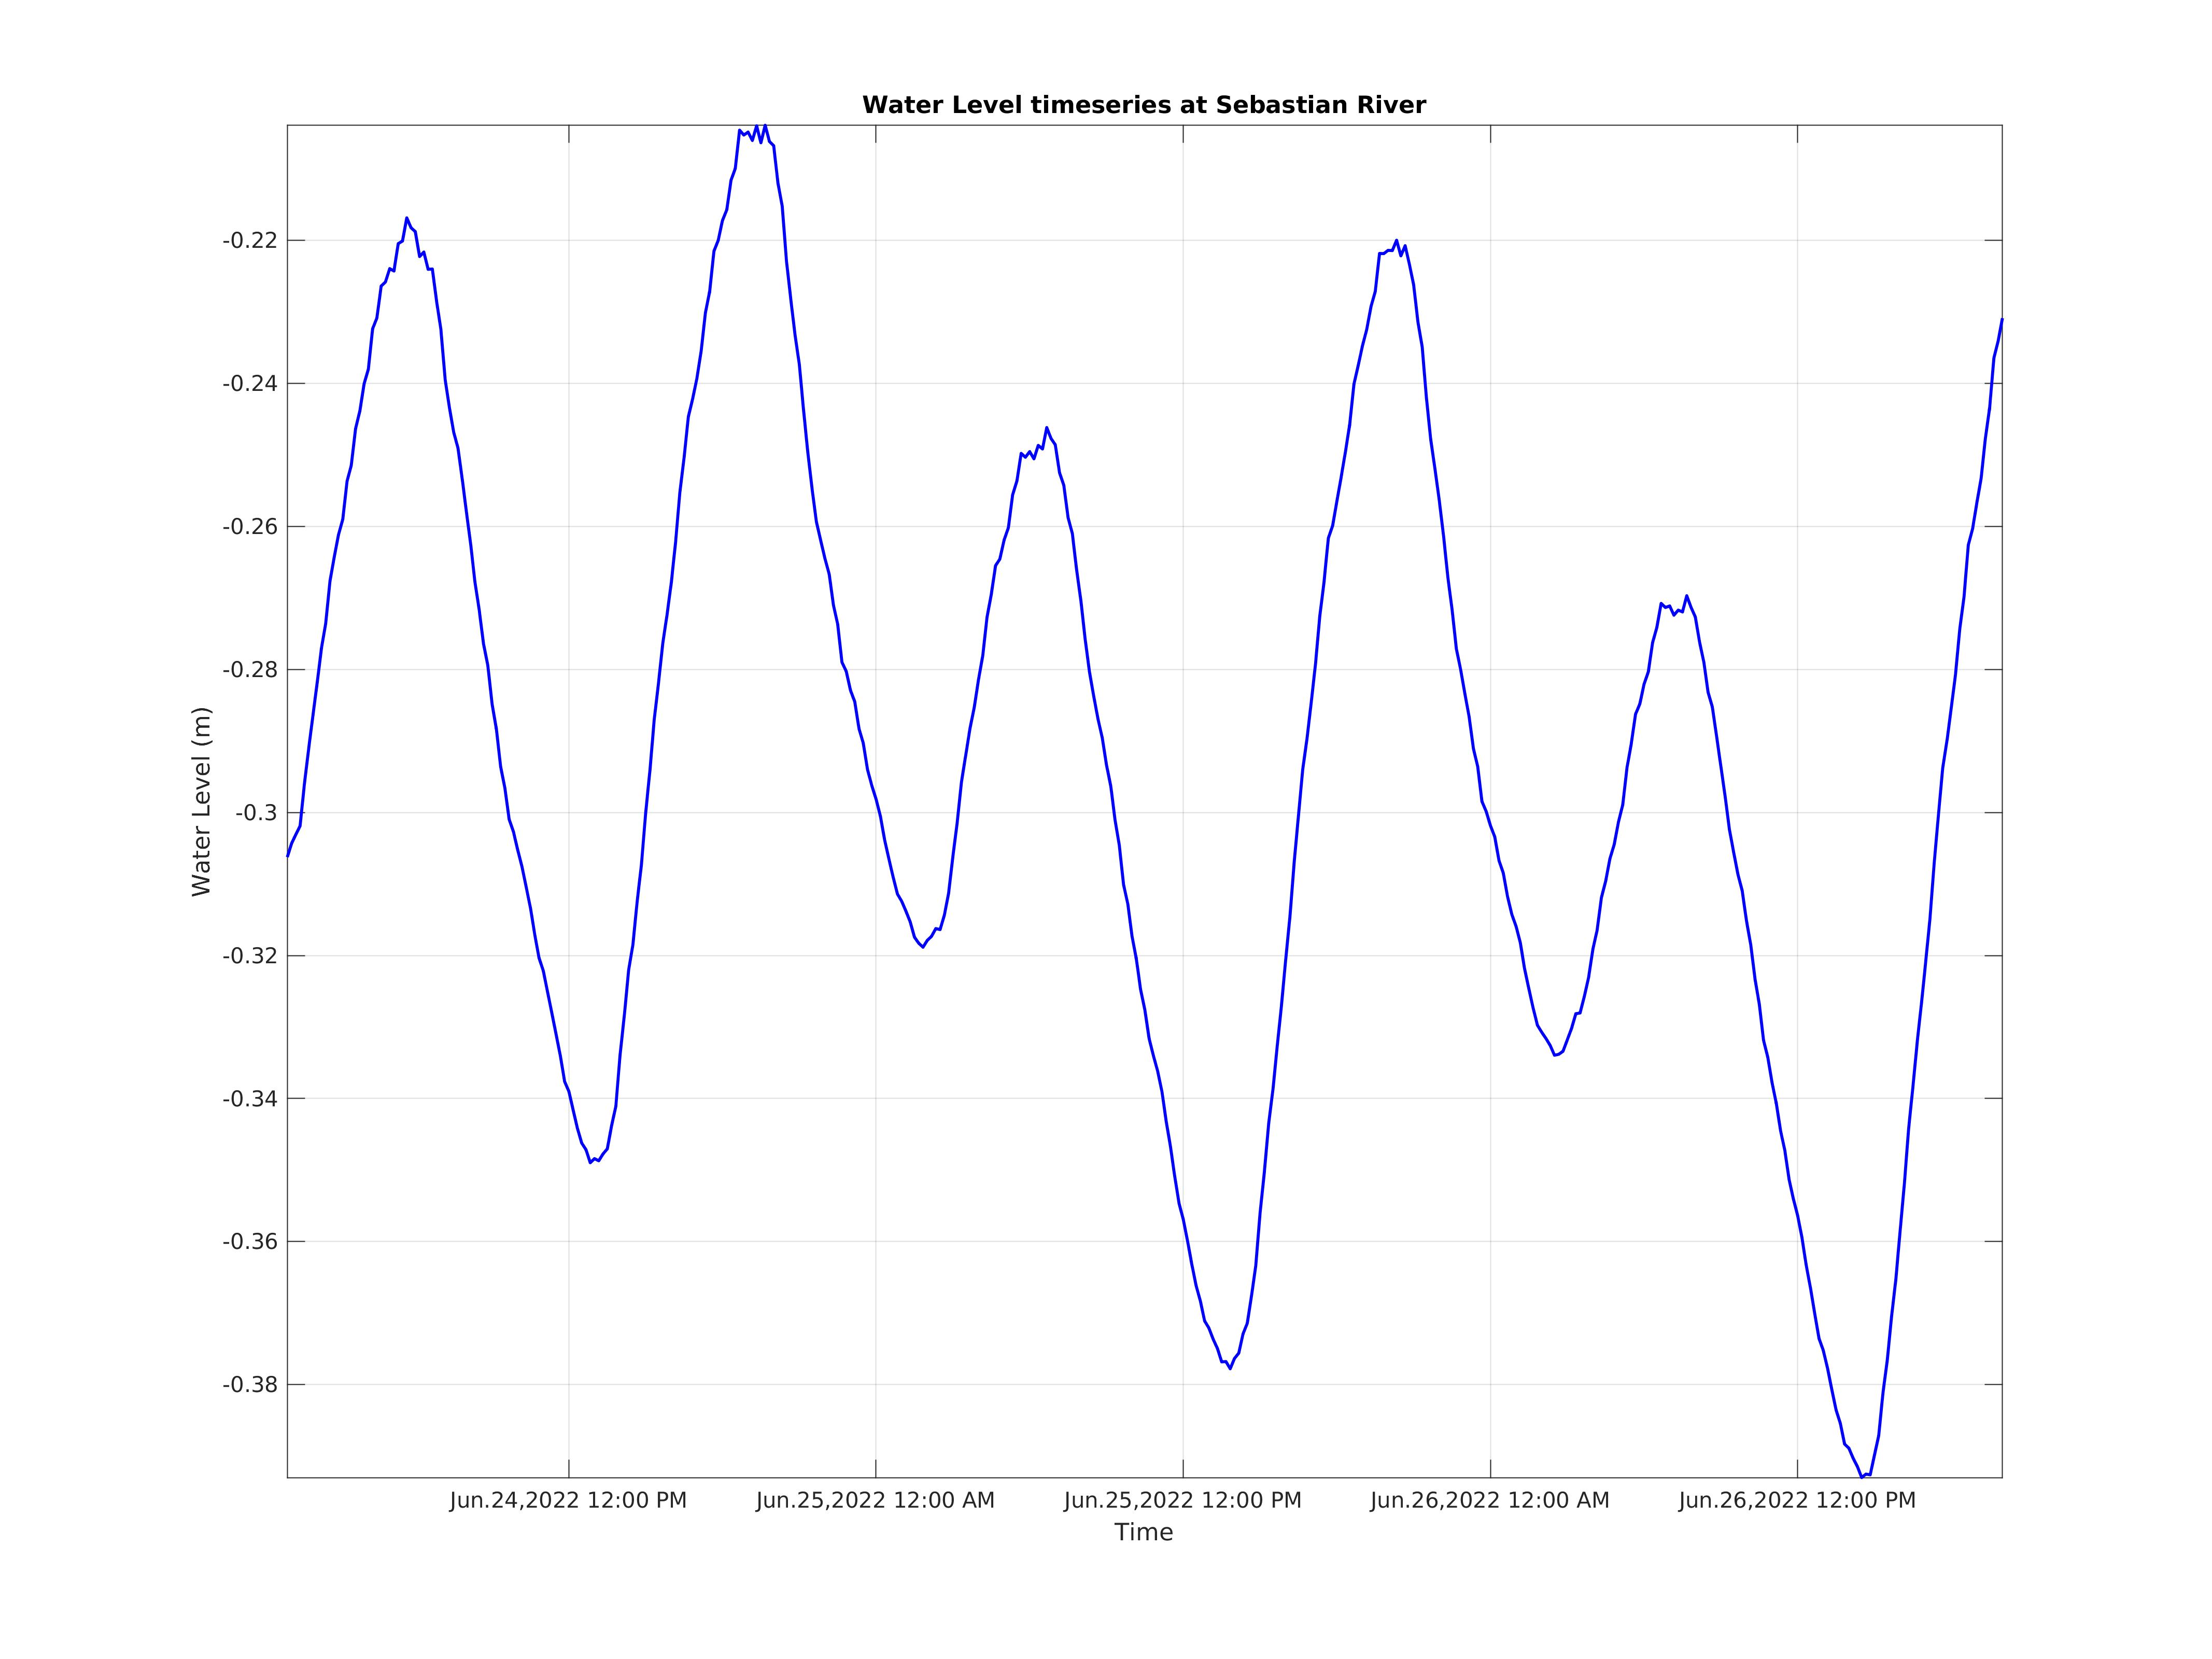 Water Level timeseries at Sebastian River
-0.22
-0.24
-0.26
-0.28
-0.3
-0.32
-0.34
-0.36
-0.38
Water Level (m)
Jun.24,2022 12:00 PM
Jun.25,2022 12:00 AM
Jun.25,2022 12:00 PM
Jun.26,2022 12:00 AM
Jun.26,2022 12:00 PM
Time